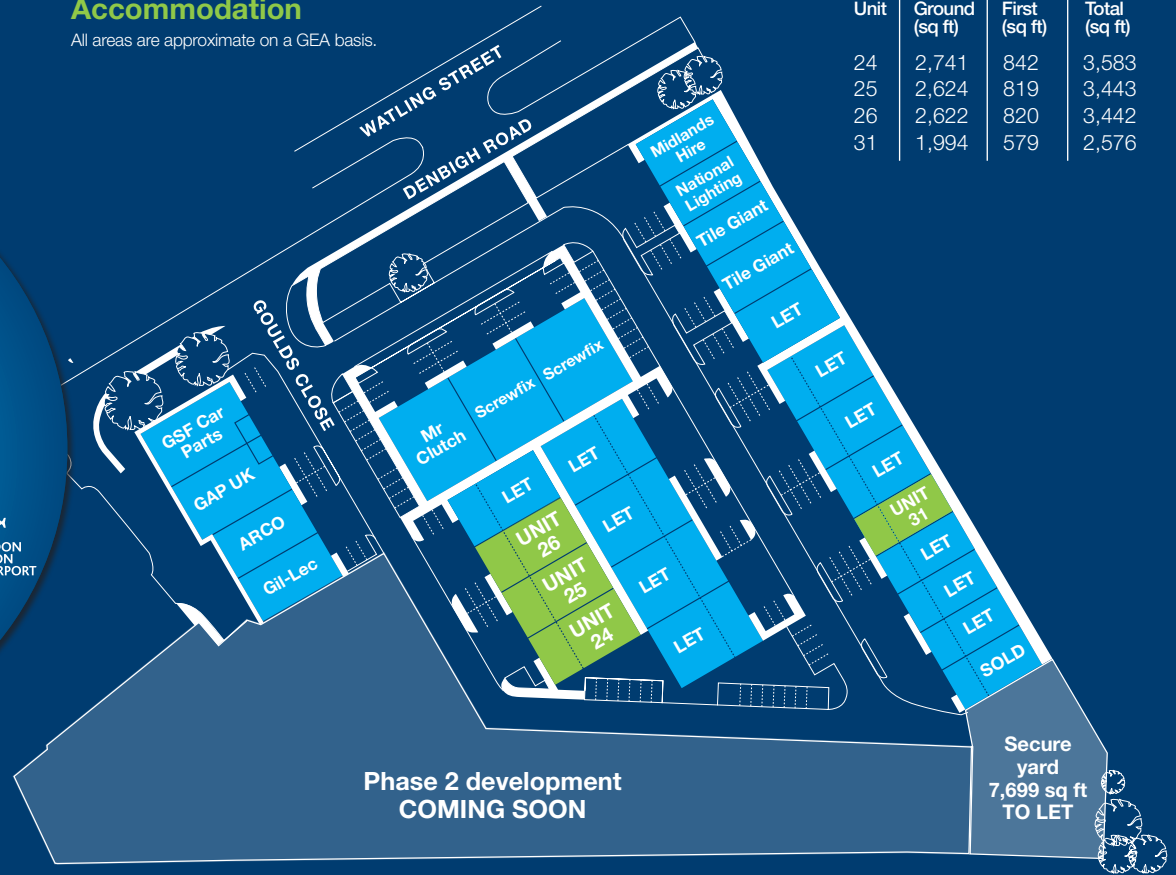 Accommodation
All areas are approximate on a GEA basis.
Unit Ground (sq ft) First (sq ft) Total (sq ft)
24 2,741 842 3,583
25 2,624 819 3,443
26 2,622 820 3,442
31 1,994 579 2,576
WATLING STREET
DENBIGH ROAD
GOULDS CLOSE
Midlands
Hire
National
Lighting
Tile Giant
Tile Giant
LET
LET
LET
LET
UNIT
31
LET
LET
LET
SOLD
Screwfix
Screwfix
Mr
Clutch
LET
UNIT
26
UNIT
25
UNIT
24
LET
LET
LET
LET
GSF Car
Parts
GAP UK
ARCO
Gil-Lec
Phase 2 development
COMING SOON
Secure
yard
7,699 sq ft
TO LET